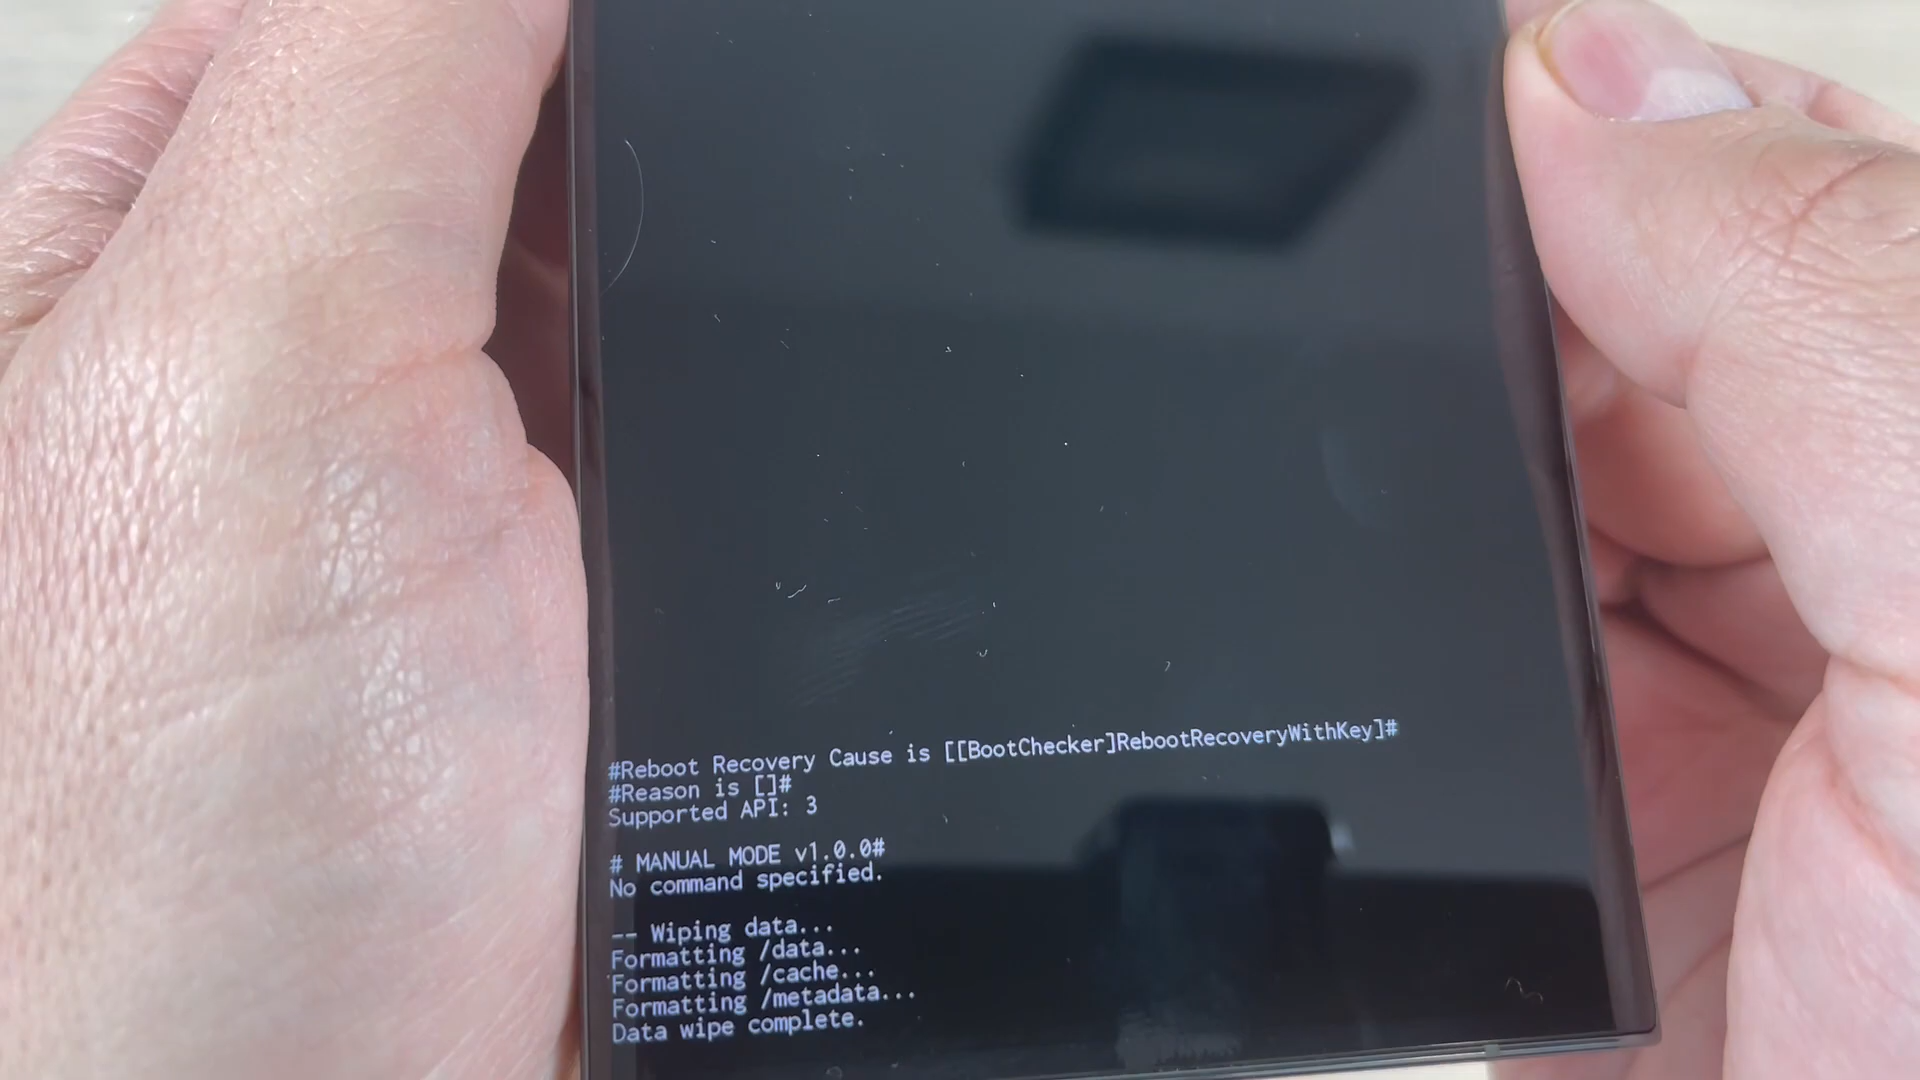 #Reboot Recovery Cause is [[BootChecker]RebootRecoveryWithKey]#
#Reason is []#
Supported API: 3
# MANUAL MODE v1.0.0#
No command specified.
-- Wiping data...
Formatting /data...
Formatting /cache...
Formatting /metadata...
Data wipe complete.